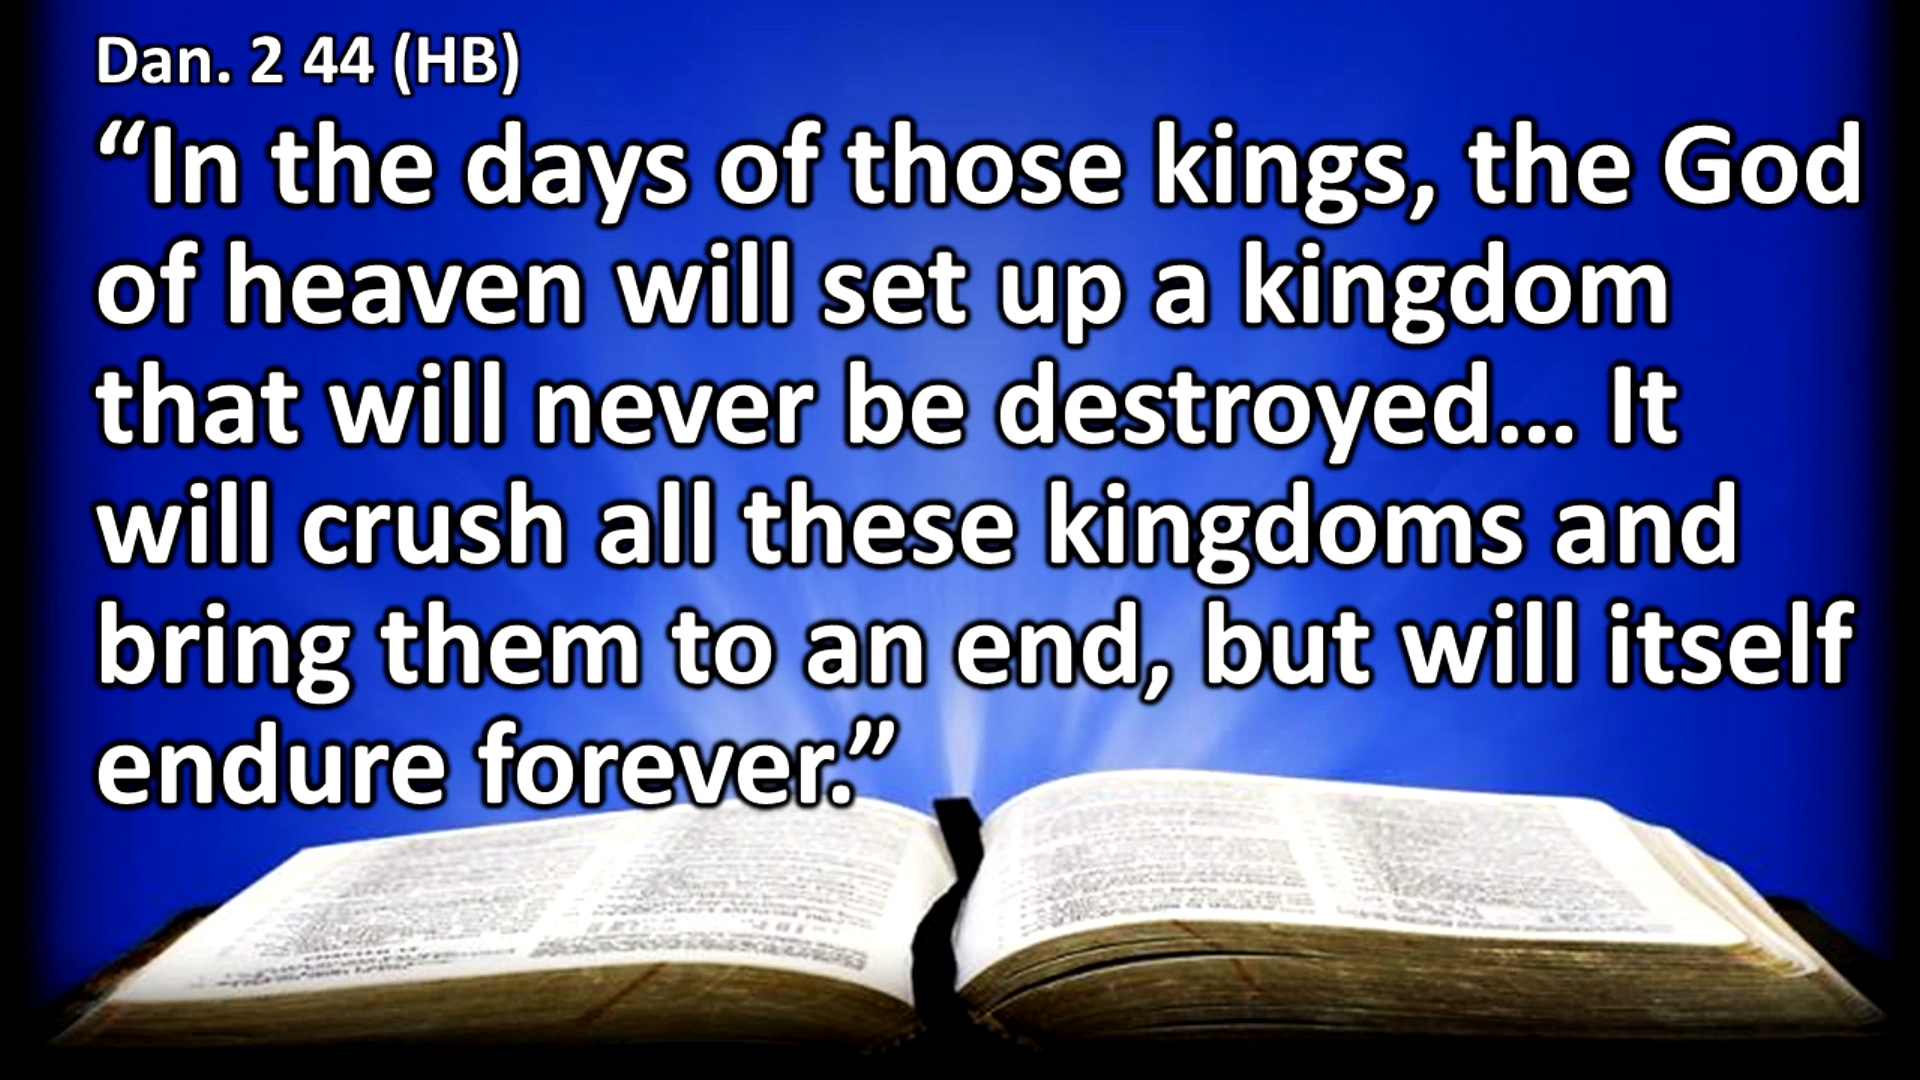 Dan. 2 44 (HB)
“In the days of those kings, the God
of heaven will set up a kingdom
that will never be destroyed... It
will crush all these kingdoms and
bring them to an end, but will itself
endure forever.”